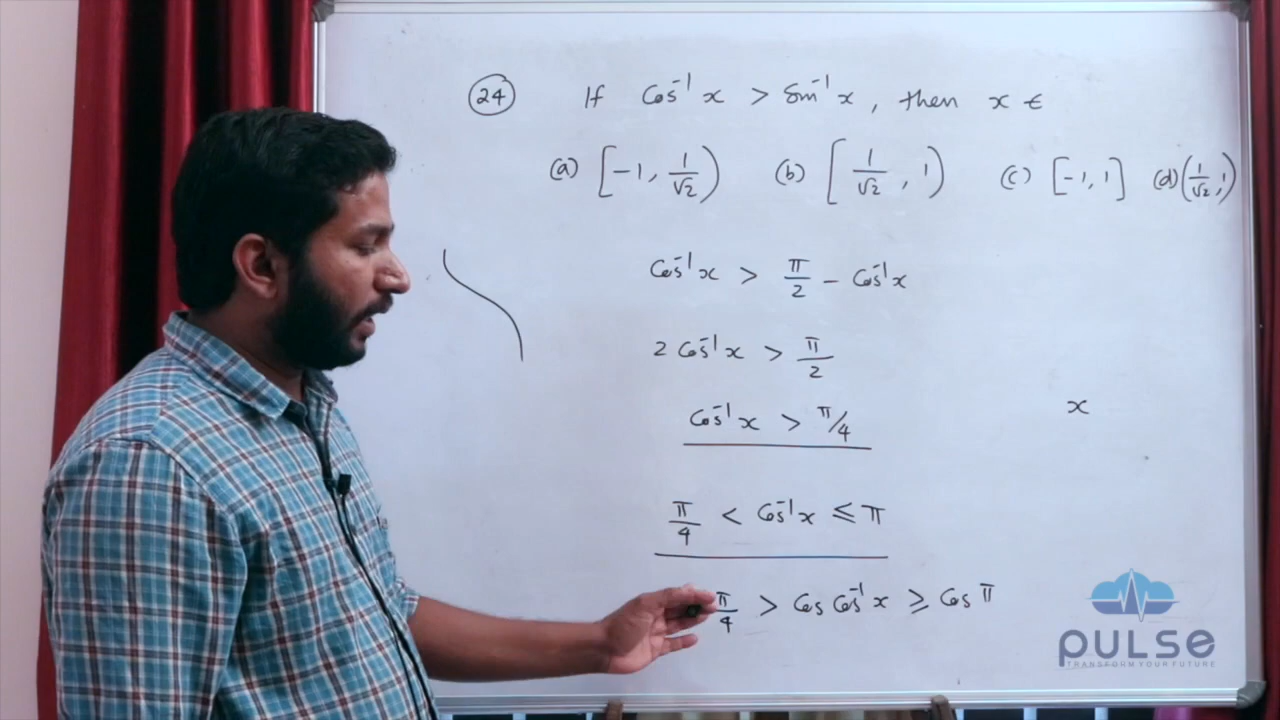 24 If Cos⁻¹x > Sin⁻¹x, then x ∈
(a) [-1, 1/√2) (b) [1/√2, 1) (c) [-1, 1] (d) (1/√2, 1)
Cos⁻¹x > π/2 - Cos⁻¹x
2 Cos⁻¹x > π/2
Cos⁻¹x > π/4
x
π/4 < Cos⁻¹x ≤ π
π/4 > Cos Cos⁻¹x ≥ Cos π
PULSE
TRANSFORM YOUR FUTURE